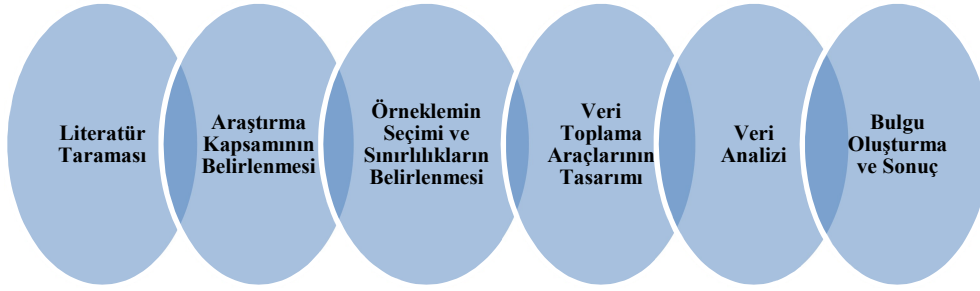 Literatür
Taraması
Araştırma
Kapsamının
Belirlenmesi
Örneklemin
Seçimi ve
Sınırlılıkların
Belirlenmesi
Veri
Toplama
Araçlarının
Tasarımı
Veri
Analizi
Bulgu
Oluşturma
ve Sonuç